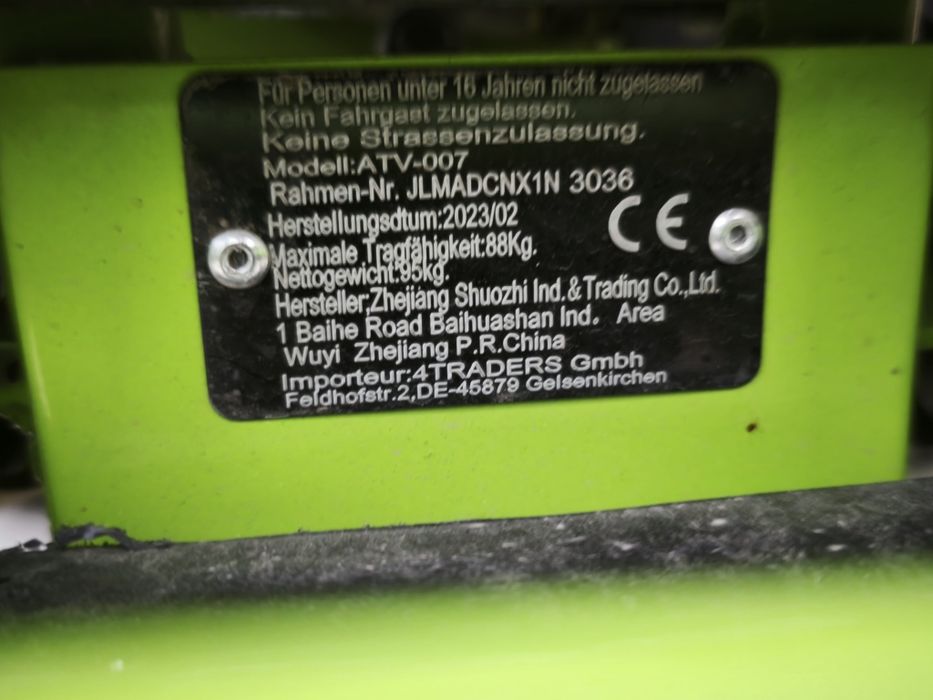 Für Personen unter 16 Jahren nicht zugelassen
Kein Fahrgast zugelassen.
Keine Strassenzulassung.
Modell:ATV-007
Rahmen-Nr. JLMADCNX1N 3036
Herstellungsdtum:2023/02
CE
Maximale Tragfähigkeit:88Kg.
Nettogewicht:95kg.
Hersteller;Zhejiang Shuozhi Ind.&Trading Co.,Ltd.
1 Baihe Road Baihuashan Ind。 Area
Wuyi Zhejiang P.R.China
Importeur:4TRADERS Gmbh
Feldhofstr.2,DE-45879 Gelsenkirchen